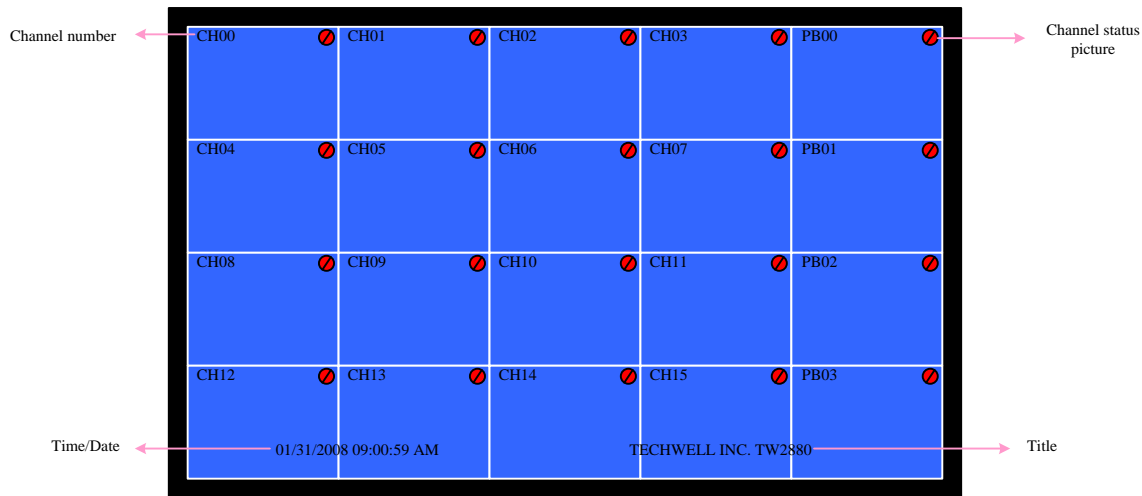 Channel number
CH00 CH01 CH02 CH03 PB00
Channel status
picture
CH04 CH05 CH06 CH07 PB01
CH08 CH09 CH10 CH11 PB02
CH12 CH13 CH14 CH15 PB03
Time/Date
01/31/2008 09:00:59 AM
TECHWELL INC. TW2880
Title